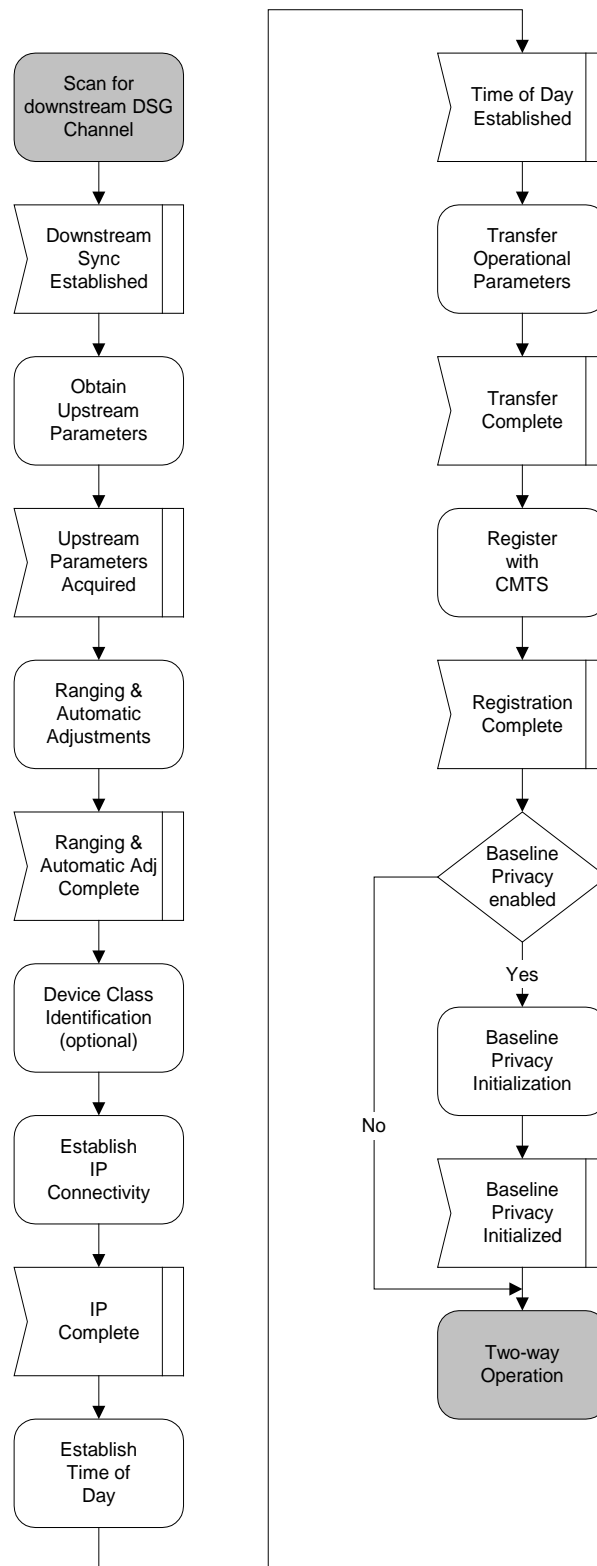 Scan for
downstream DSG
Channel
Downstream
Sync
Established
Obtain
Upstream
Parameters
Upstream
Parameters
Acquired
Ranging &
Automatic
Adjustments
Ranging &
Automatic Adj
Complete
Device Class
Identification
(optional)
Establish
IP
Connectivity
IP
Complete
Establish
Time of
Day
Time of Day
Established
Transfer
Operational
Parameters
Transfer
Complete
Register
with
CMTS
Registration
Complete
Baseline
Privacy
enabled
Yes
No
Baseline
Privacy
Initialization
Baseline
Privacy
Initialized
Two-way
Operation